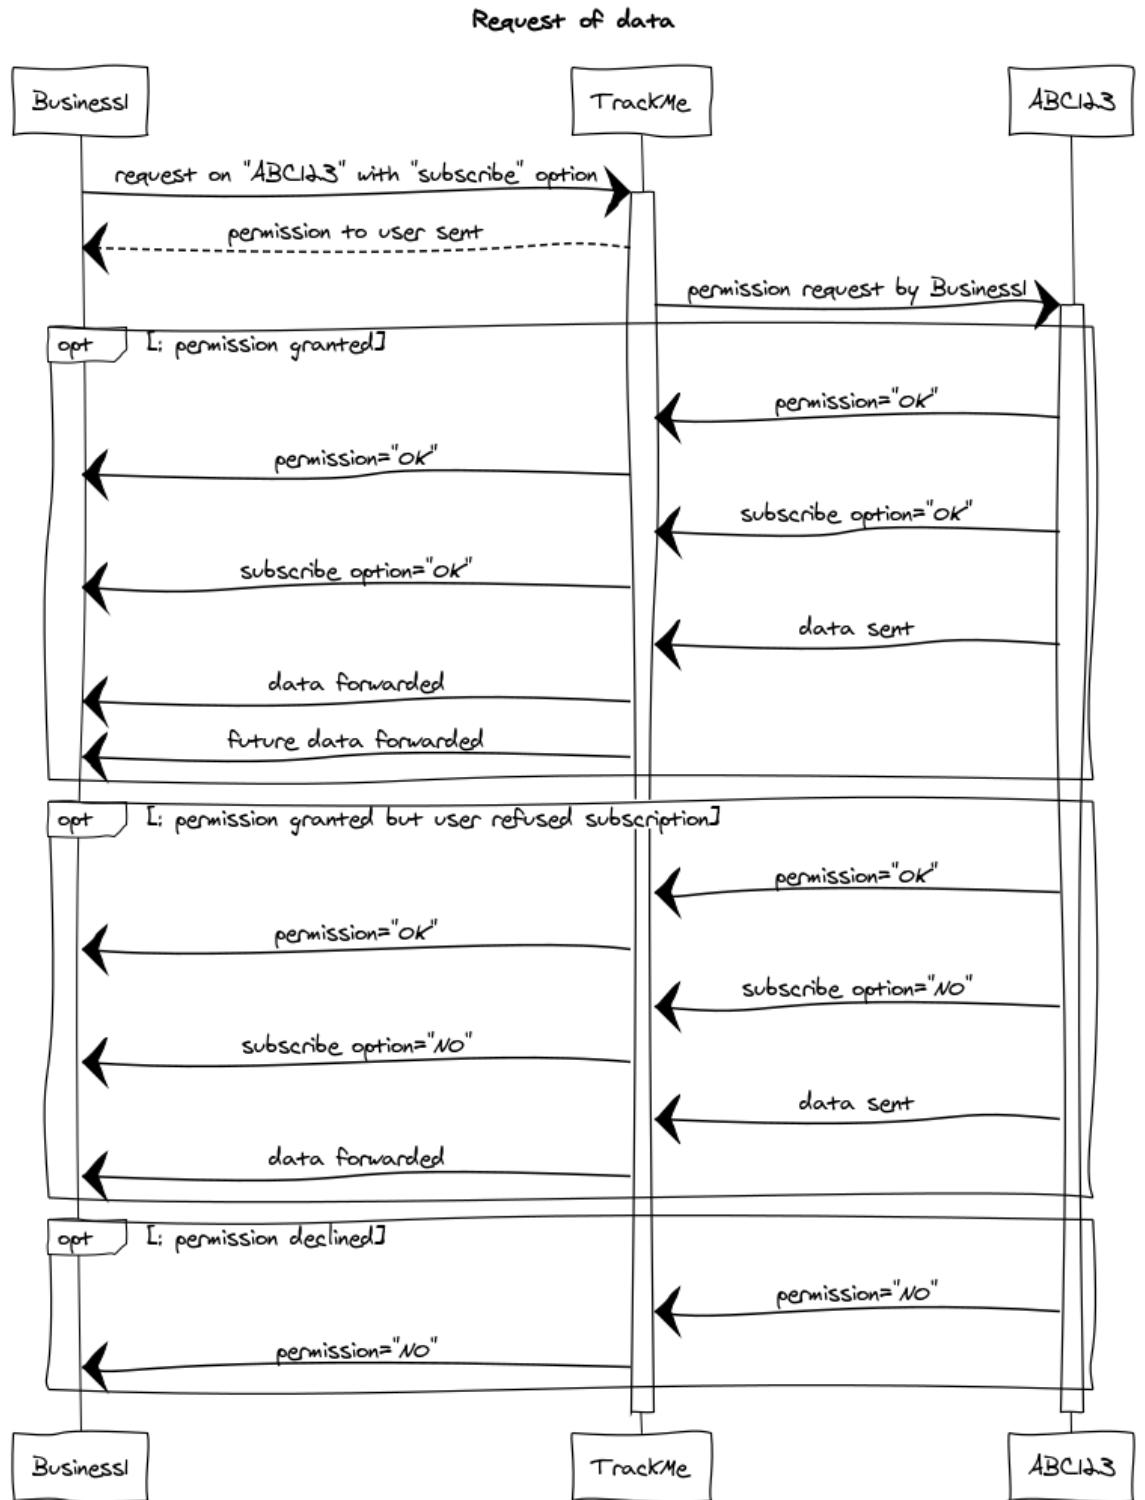 Request of data
Business1 TrackMe ABC123
request on "ABC123" with "subscribe" option
permission to user sent
permission request by Business1
opt [: permission granted]
permission="OK"
permission="OK"
subscribe option="OK"
subscribe option="OK"
data sent
data forwarded
future data forwarded
opt [: permission granted but user refused subscription]
permission="OK"
permission="OK"
subscribe option="NO"
subscribe option="NO"
data sent
data forwarded
opt [: permission declined]
permission="NO"
permission="NO"
Business1 TrackMe ABC123